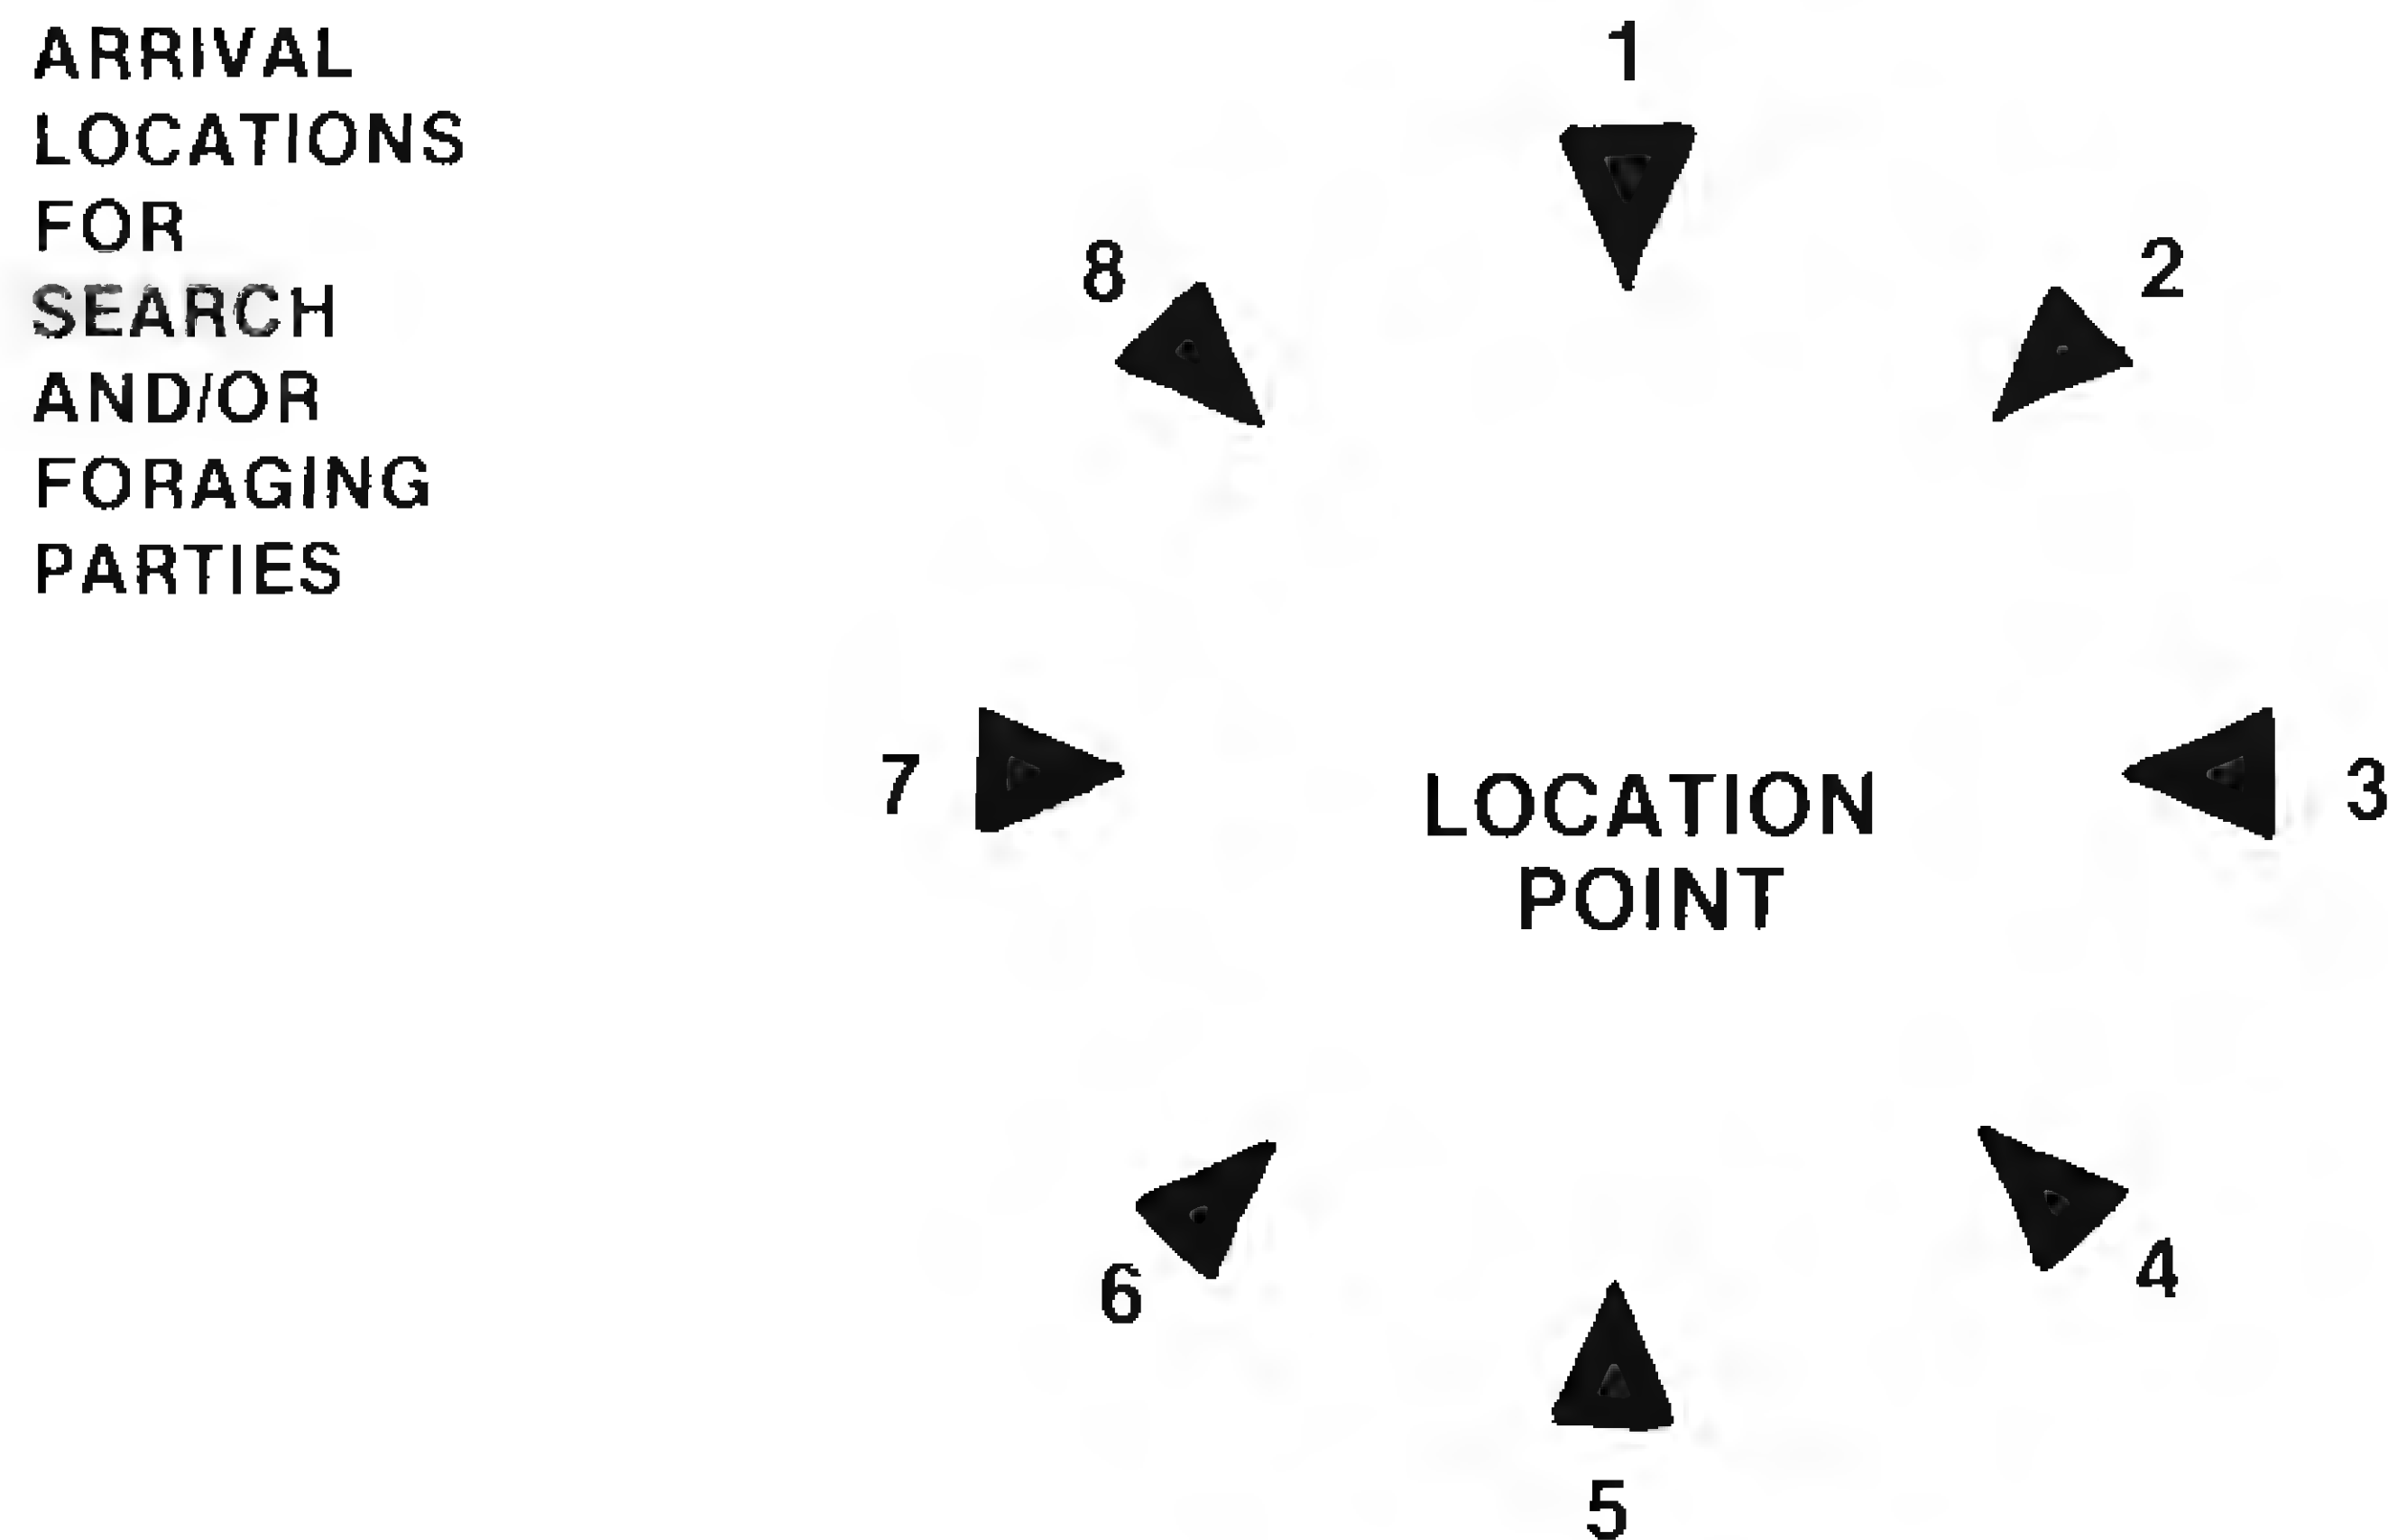 ARRIVAL
LOCATIONS
FOR
SEARCH
AND/OR
FORAGING
PARTIES
1
8
2
7
LOCATION
POINT
3
6
4
5